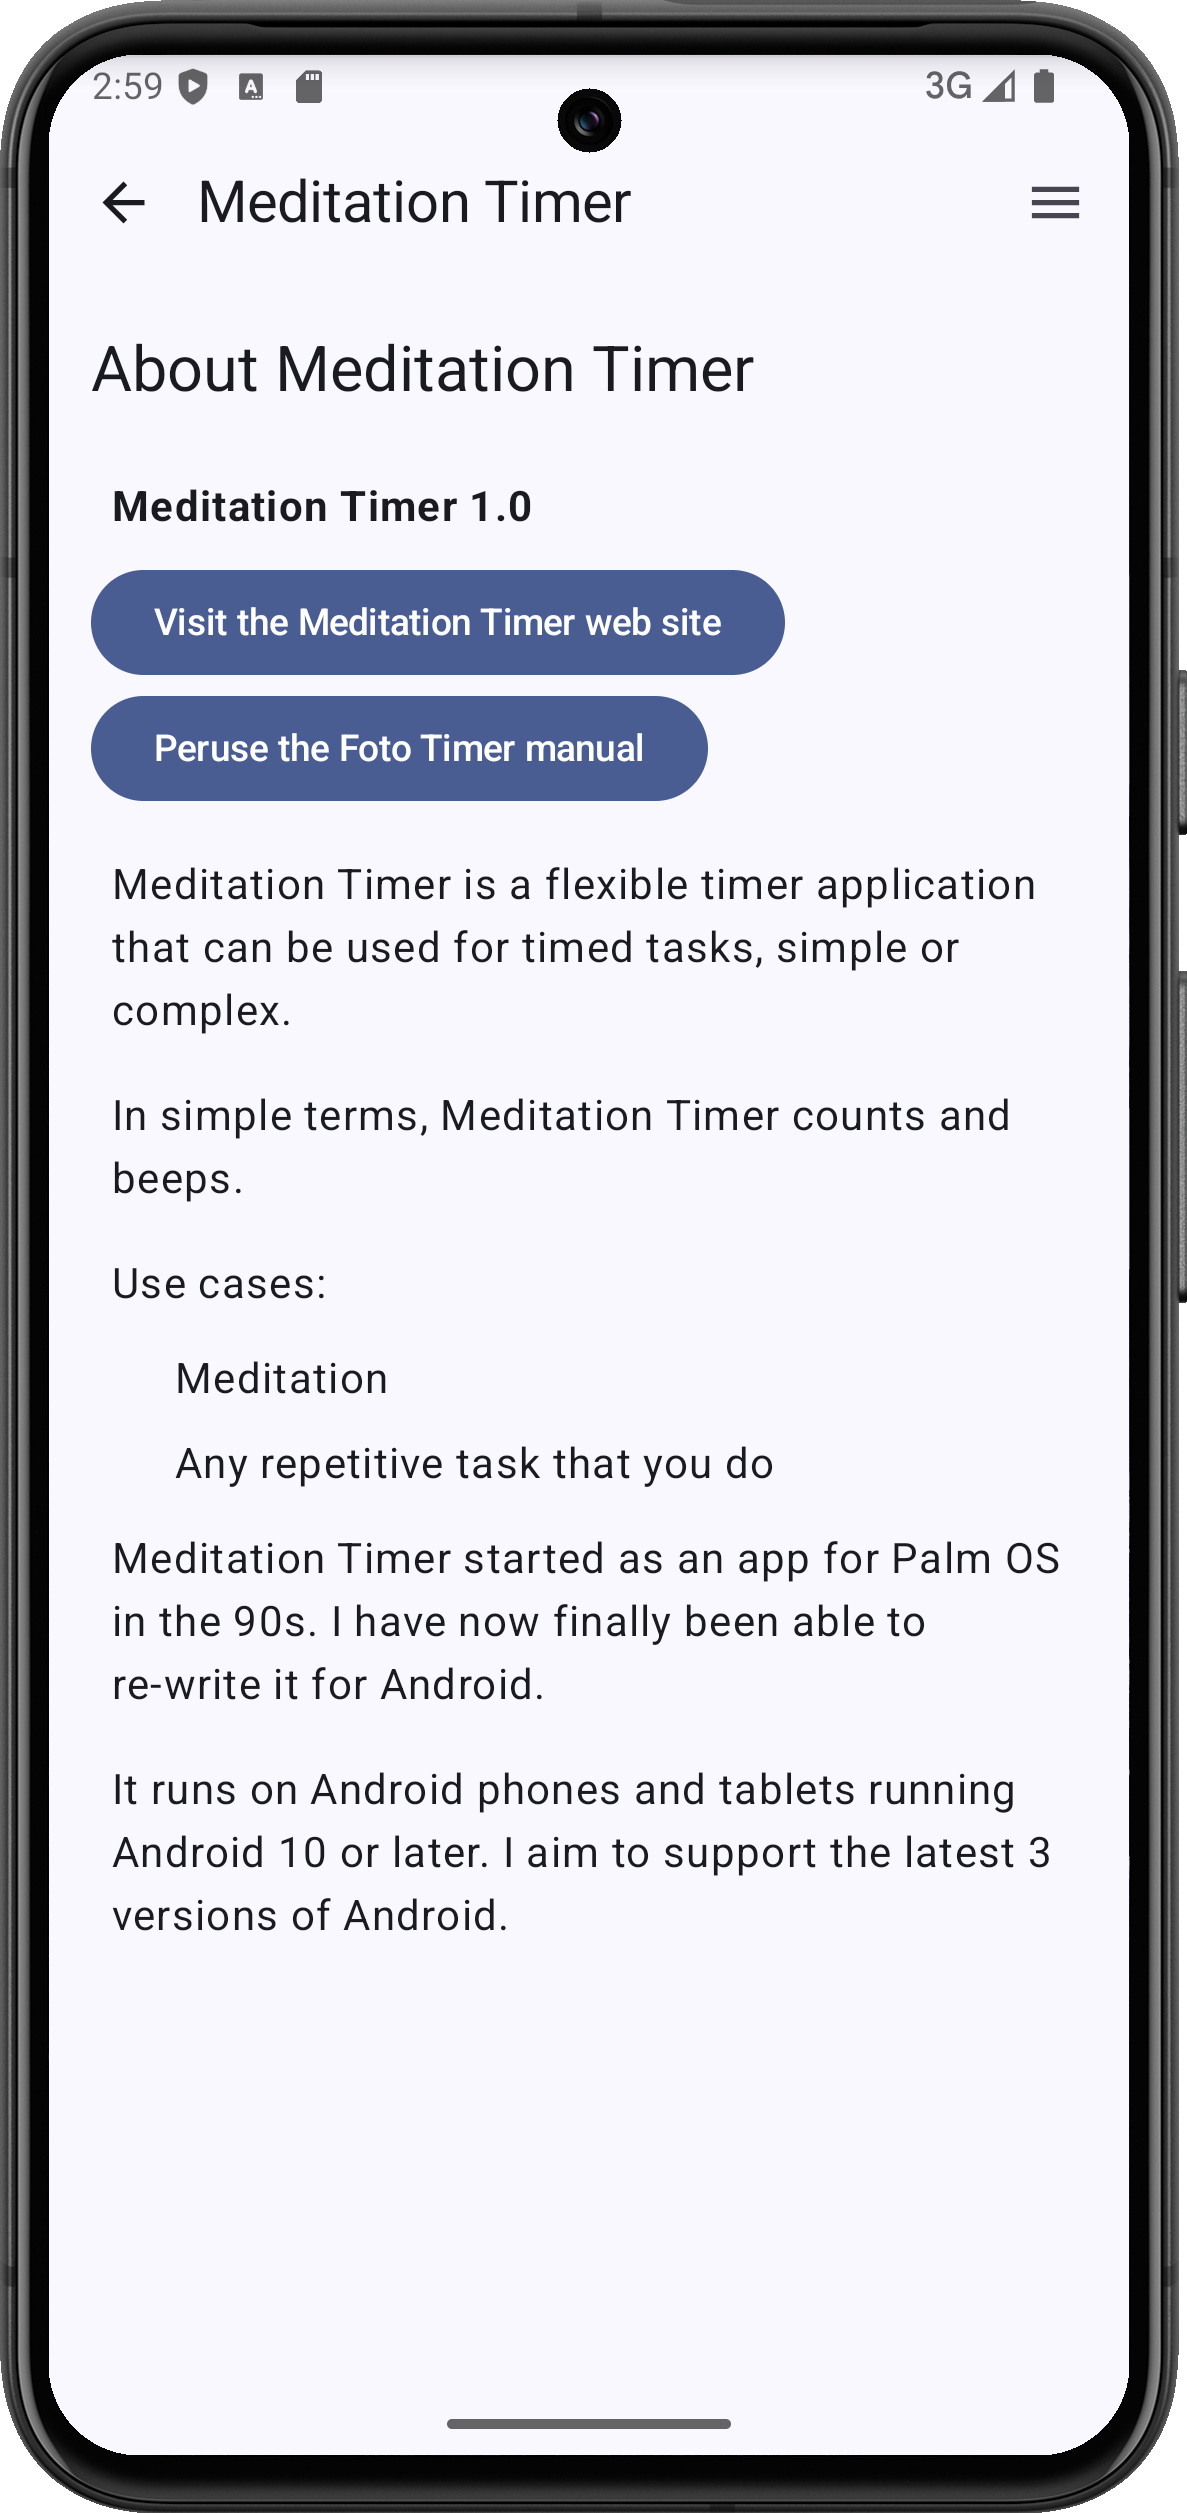 2:59
3G
Meditation Timer
About Meditation Timer
Meditation Timer 1.0
Visit the Meditation Timer web site
Peruse the Foto Timer manual
Meditation Timer is a flexible timer application
that can be used for timed tasks, simple or
complex.
In simple terms, Meditation Timer counts and
beeps.
Use cases:
Meditation
Any repetitive task that you do
Meditation Timer started as an app for Palm OS
in the 90s. I have now finally been able to
re-write it for Android.
It runs on Android phones and tablets running
Android 10 or later. I aim to support the latest 3
versions of Android.